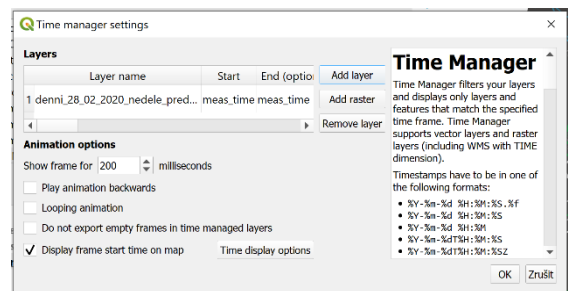 Time manager settings
Layers
Layer name Start End (optio
1 denni_28_02_2020_nedele_pred... meas_time meas_time
Add layer
Add raster
Remove layer
Animation options
Show frame for 200 milliseconds
Play animation backwards
Looping animation
Do not export empty frames in time managed layers
Display frame start time on map Time display options
Time Manager
Time Manager filters your layers
and displays only layers and
features that match the specified
time frame. Time Manager
supports vector layers and raster
layers (including WMS with TIME
dimension).
Timestamps have to be in one of
the following formats:
• %Y-%m-%d %H:%M:%S.%f
• %Y-%m-%d %H:%M:%S
• %Y-%m-%d %H:%M
• %Y-%m-%dT%H:%M:%S
• %Y-%m-%dT%H:%M:%SZ
OK Zrušit